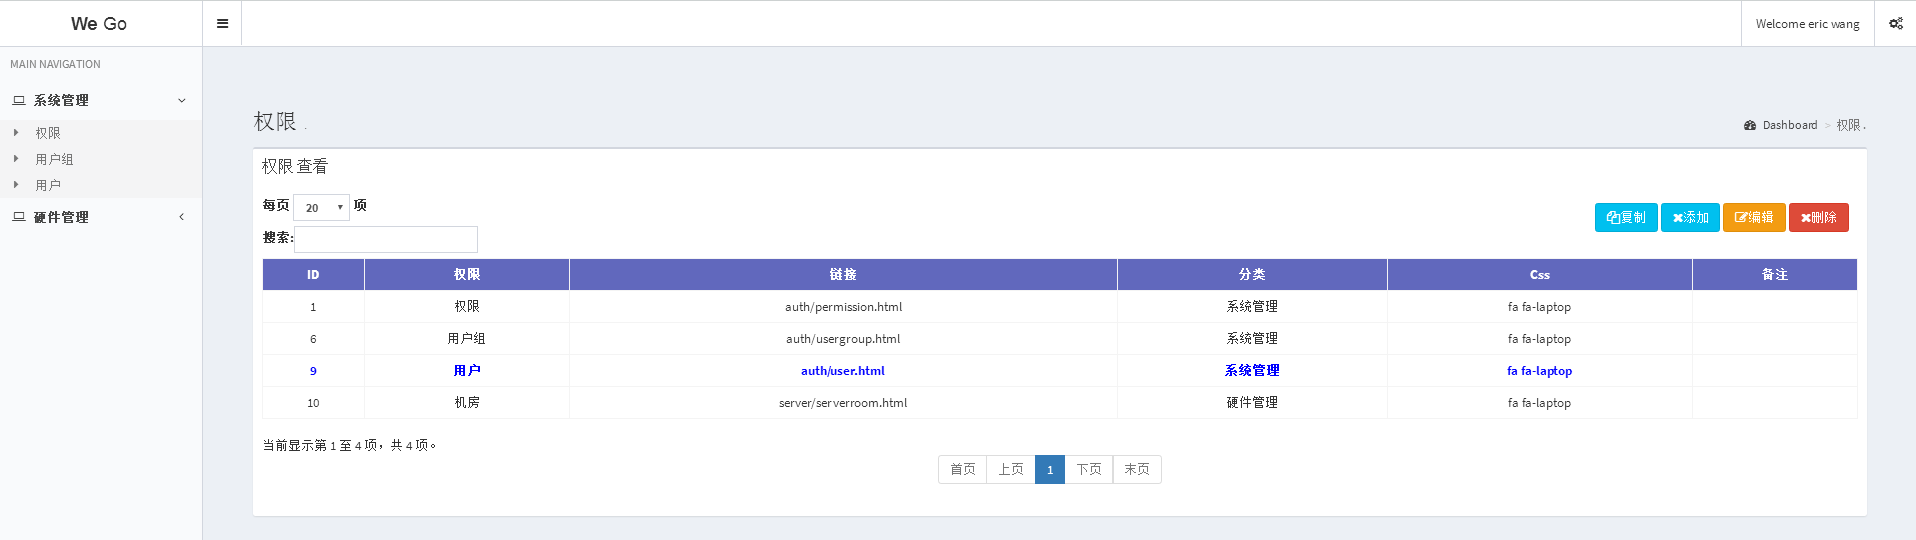 We Go
Welcome eric wang
MAIN NAVIGATION
系统管理
权限
用户组
用户
硬件管理
权限 .
Dashboard > 权限 .
权限 查看
每页 20 项
搜索:
复制 添加 编辑 删除
ID 权限 链接 分类 Css 备注
1 权限 auth/permission.html 系统管理 fa fa-laptop
6 用户组 auth/usergroup.html 系统管理 fa fa-laptop
9 用户 auth/user.html 系统管理 fa fa-laptop
10 机房 server/serverroom.html 硬件管理 fa fa-laptop
当前显示第 1 至 4 项，共 4 项。
首页 上页 1 下页 末页